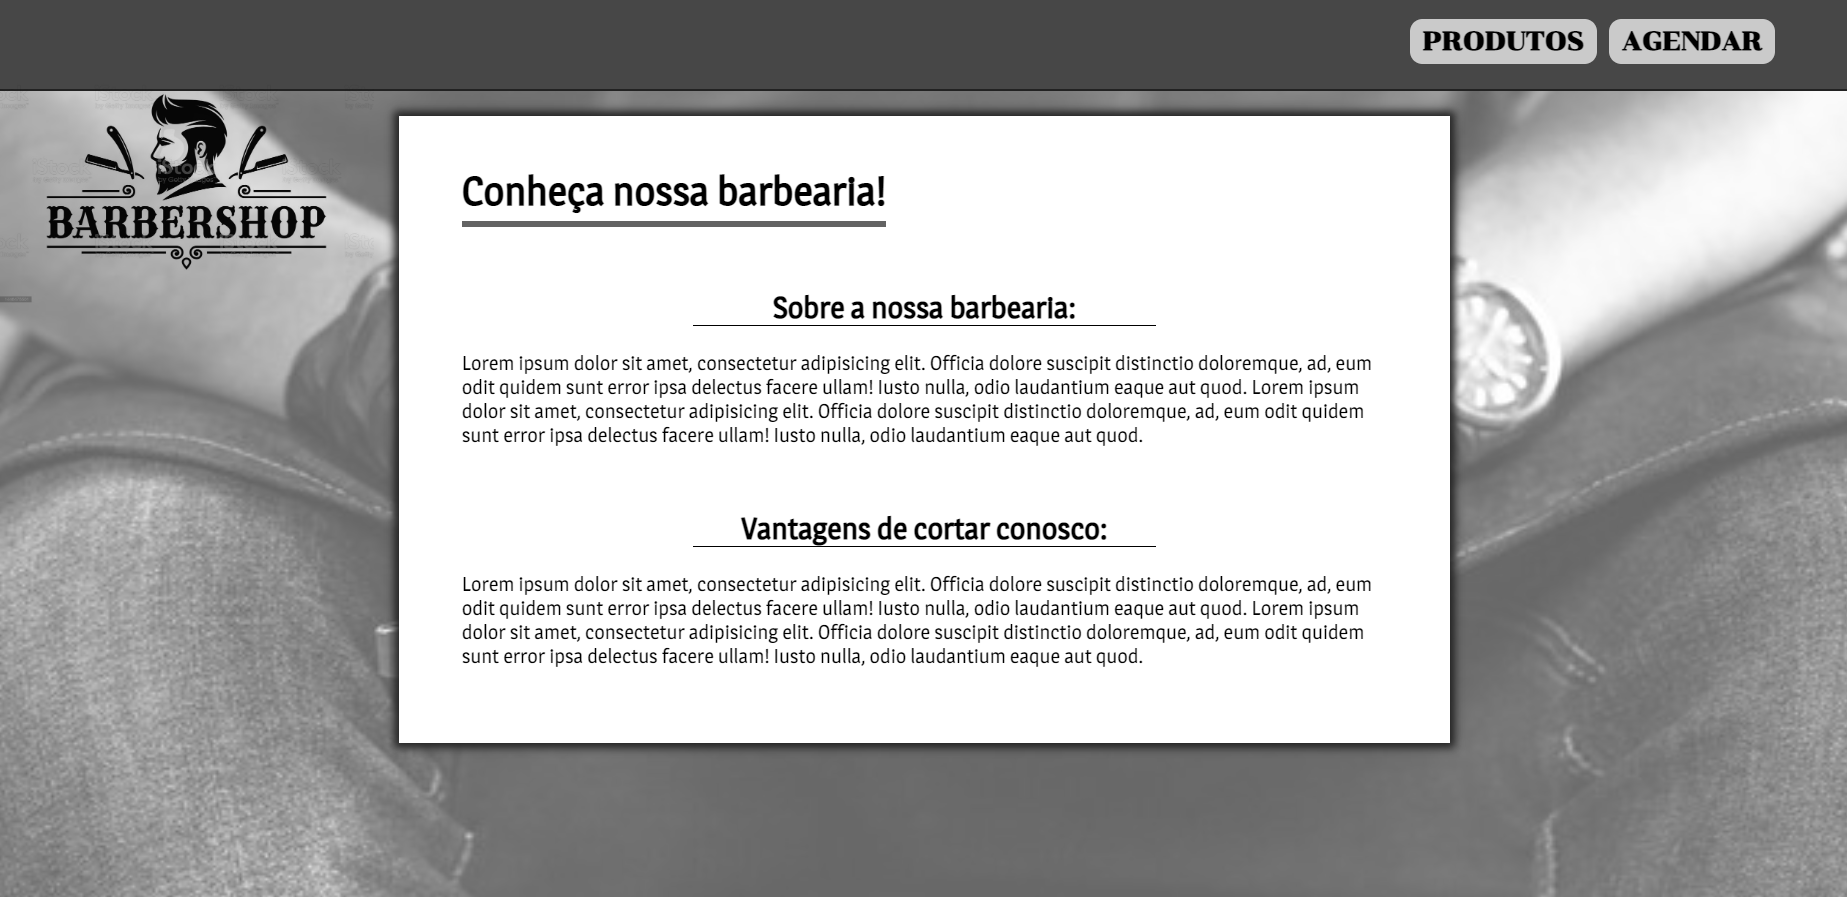 PRODUTOS AGENDAR
BARBERSHOP
Conheça nossa barbearia!
Sobre a nossa barbearia:
Lorem ipsum dolor sit amet, consectetur adipisicing elit. Officia dolore suscipit distinctio doloremque, ad, eum
odit quidem sunt error ipsa delectus facere ullam! Iusto nulla, odio laudantium eaque aut quod. Lorem ipsum
dolor sit amet, consectetur adipisicing elit. Officia dolore suscipit distinctio doloremque, ad, eum odit quidem
sunt error ipsa delectus facere ullam! Iusto nulla, odio laudantium eaque aut quod.
Vantagens de cortar conosco:
Lorem ipsum dolor sit amet, consectetur adipisicing elit. Officia dolore suscipit distinctio doloremque, ad, eum
odit quidem sunt error ipsa delectus facere ullam! Iusto nulla, odio laudantium eaque aut quod. Lorem ipsum
dolor sit amet, consectetur adipisicing elit. Officia dolore suscipit distinctio doloremque, ad, eum odit quidem
sunt error ipsa delectus facere ullam! Iusto nulla, odio laudantium eaque aut quod.